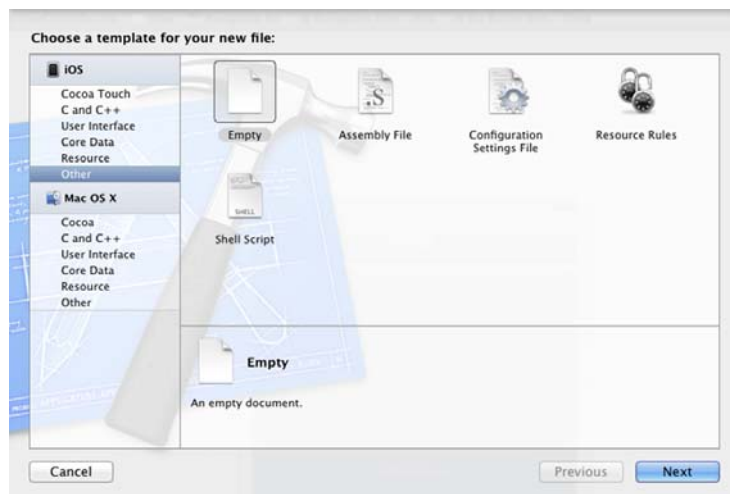 Choose a template for your new file:
iOS
Cocoa Touch
C and C++
User Interface
Core Data
Resource
Other
Mac OS X
Cocoa
C and C++
User Interface
Core Data
Resource
Other
Empty
.S
Assembly File
Configuration
Settings File
Resource Rules
SHELL
Shell Script
Empty
An empty document.
Cancel
Previous
Next